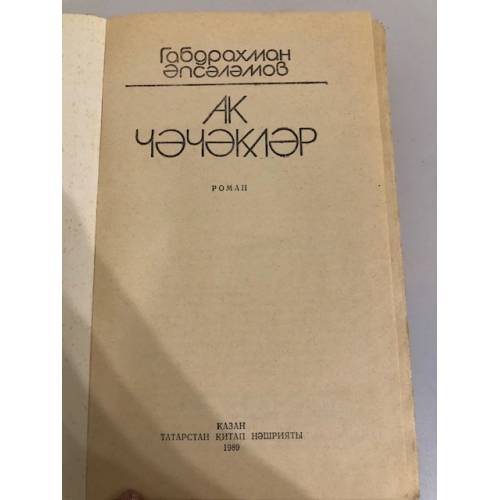 Габдрахман
Әпсәләмов
АК
ЧӘЧӘКЛӘР
РОМАН
КАЗАН
ТАТАРСТАН КИТАП НӘШРИЯТЫ
1989